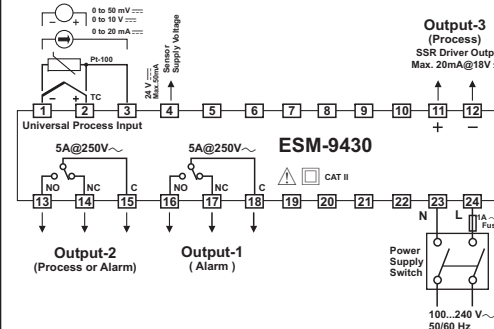 0 to 50 mV
0 to 10 V
0 to 20 mA
Pt-100
TC
24 V
Max.50mA
Sensor
Supply Voltage
Output-3
(Process)
SSR Driver Outp
Max. 20mA@18V
1 2 3 4 5 6 7 8 9 10 11 12
Universal Process Input
5A@250V~
5A@250V~
ESM-9430
CAT II
NO NC C NO NC C
13 14 15 16 17 18 19 20 21 22 23 24
Output-2
(Process or Alarm)
Output-1
( Alarm )
N L
1A ~
Fus
Power
Supply
Switch
100...240 V~
50/60 Hz